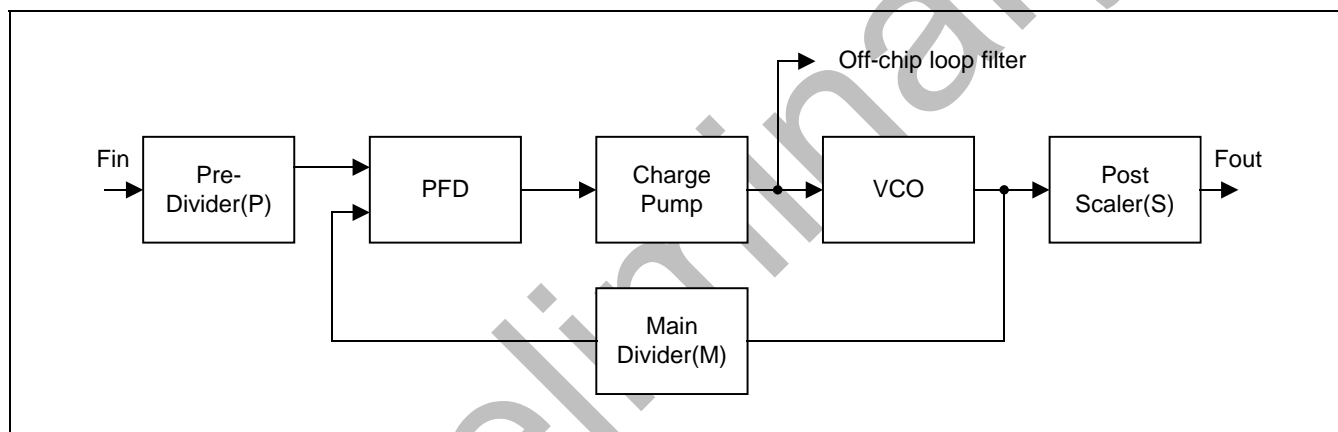 Off-chip loop filter
Fin
Pre-
Divider(P)
PFD
Charge
Pump
VCO
Post
Scaler(S)
Fout
Main
Divider(M)